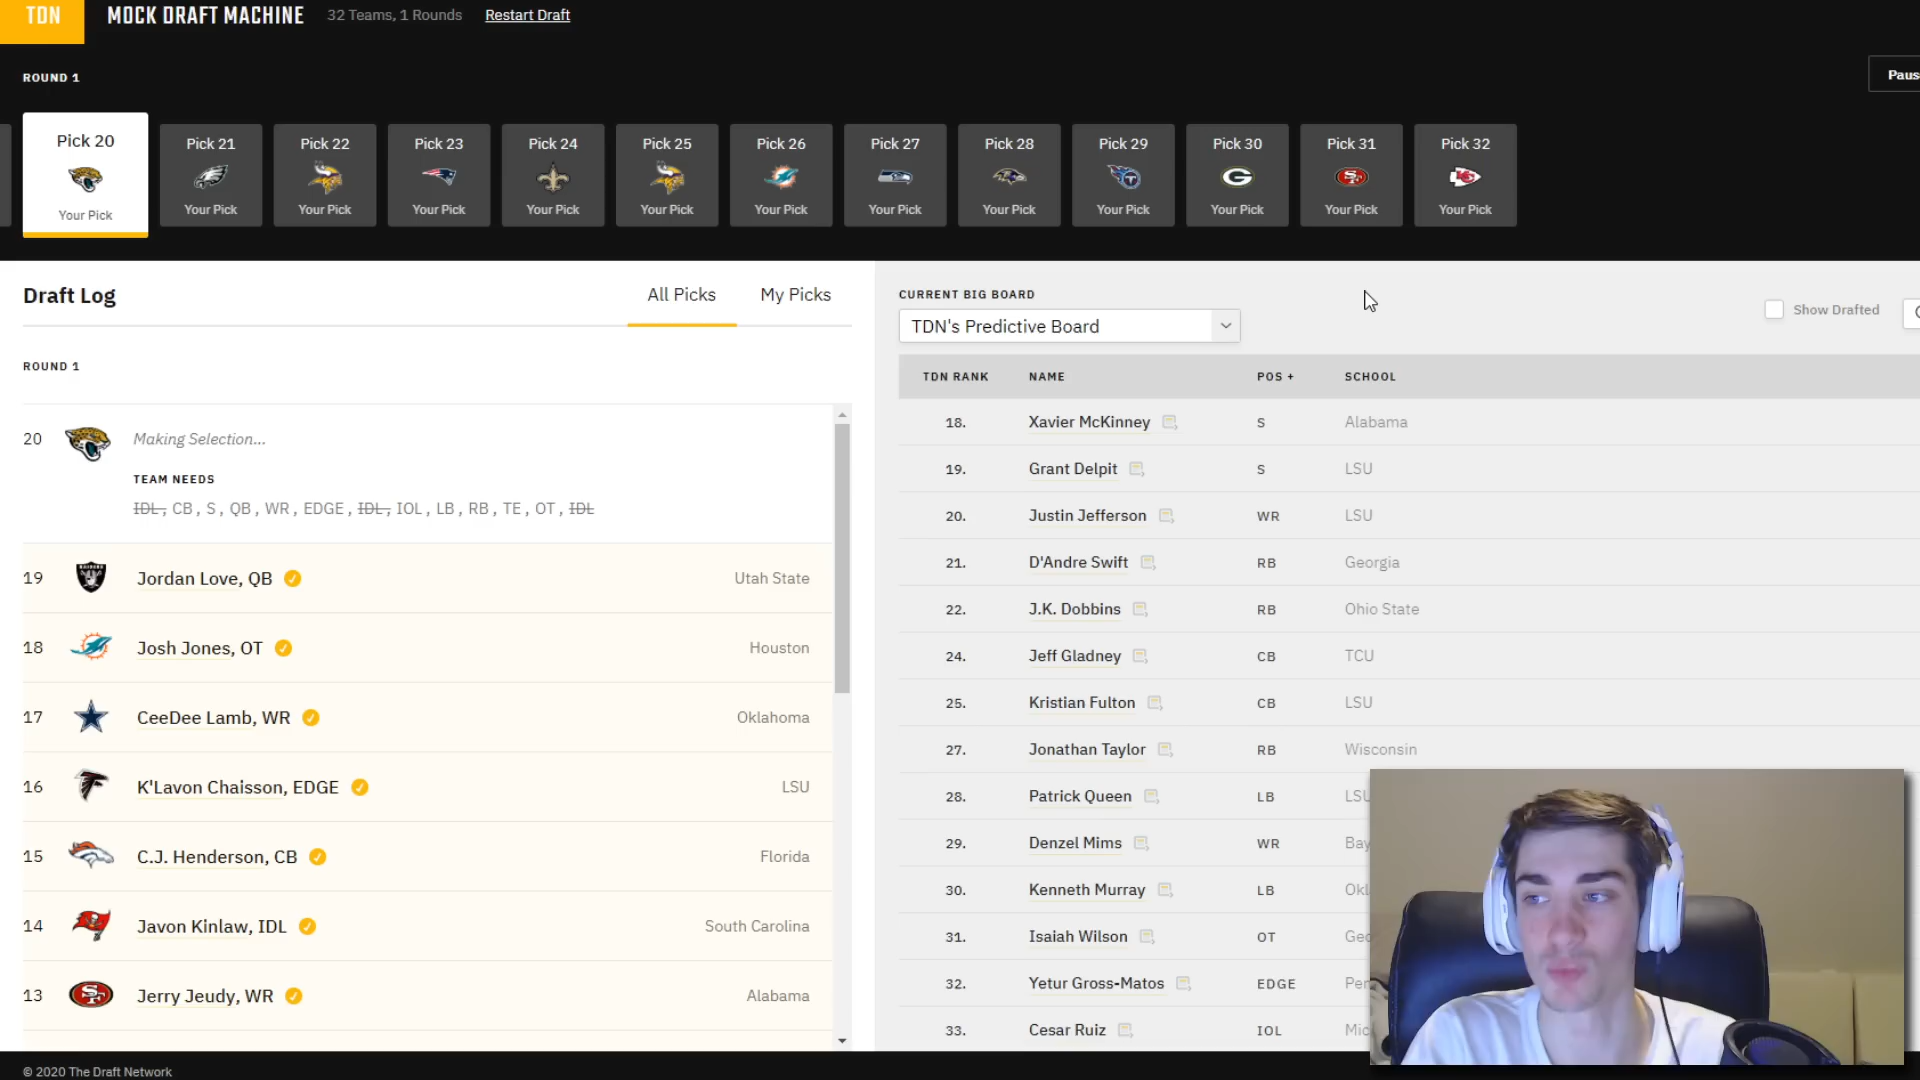 TDN MOCK DRAFT MACHINE 32 Teams, 1 Rounds Restart Draft
ROUND 1
Pick 20 Pick 21 Pick 22 Pick 23 Pick 24 Pick 25 Pick 26 Pick 27 Pick 28 Pick 29 Pick 30 Pick 31 Pick 32
Your Pick Your Pick Your Pick Your Pick Your Pick Your Pick Your Pick Your Pick Your Pick Your Pick Your Pick Your Pick Your Pick
Draft Log All Picks My Picks
ROUND 1
20 Making Selection...
TEAM NEEDS
IDL , CB , S , QB , WR , EDGE , IDL , IOL , LB , RB , TE , OT , IDL
19 Jordan Love, QB Utah State
18 Josh Jones, OT Houston
17 CeeDee Lamb, WR Oklahoma
16 K'Lavon Chaisson, EDGE LSU
15 C.J. Henderson, CB Florida
14 Javon Kinlaw, IDL South Carolina
13 Jerry Jeudy, WR Alabama
CURRENT BIG BOARD
TDN's Predictive Board Show Drafted
TDN RANK NAME POS + SCHOOL
18. Xavier McKinney S Alabama
19. Grant Delpit S LSU
20. Justin Jefferson WR LSU
21. D'Andre Swift RB Georgia
22. J.K. Dobbins RB Ohio State
24. Jeff Gladney CB TCU
25. Kristian Fulton CB LSU
27. Jonathan Taylor RB Wisconsin
28. Patrick Queen LB LSU
29. Denzel Mims WR Bay
30. Kenneth Murray LB Okl
31. Isaiah Wilson OT Geo
32. Yetur Gross-Matos EDGE Pen
33. Cesar Ruiz IOL Mic
© 2020 The Draft Network